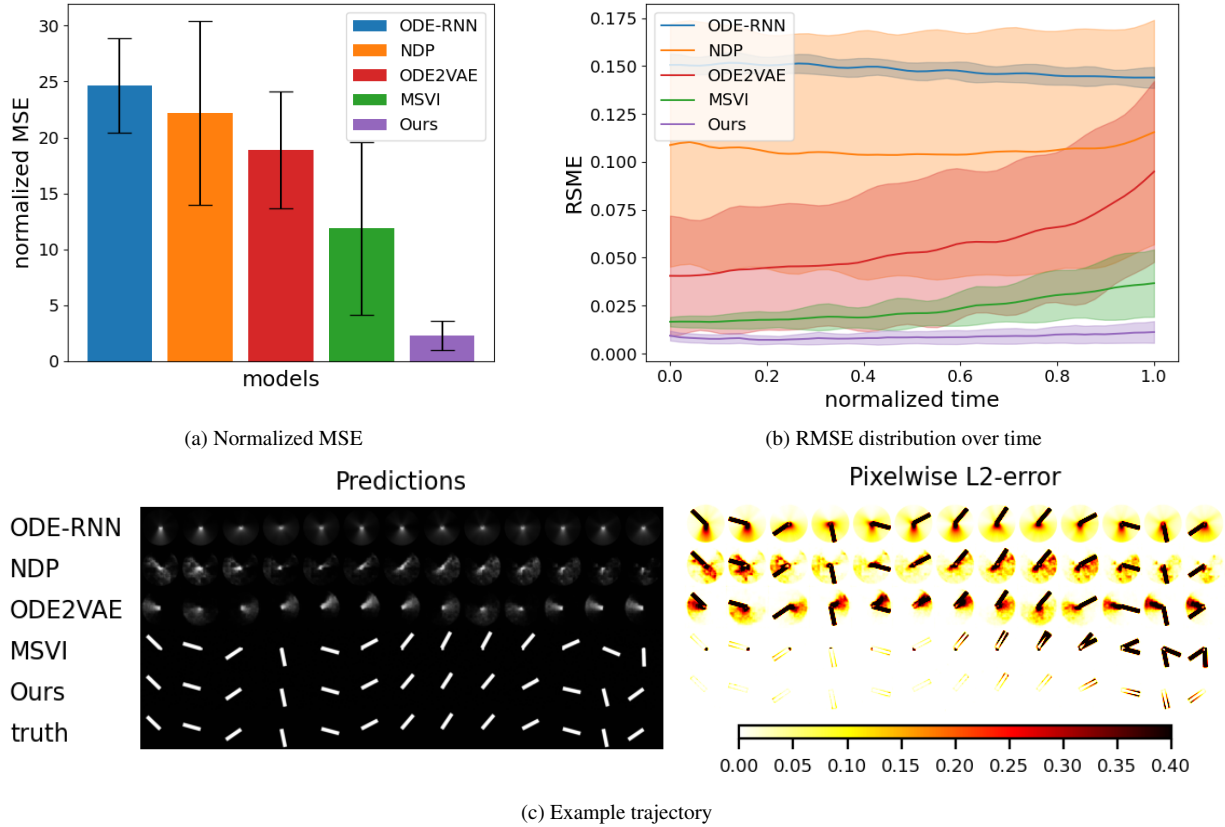 30
25
20
15
10
5
0
normalized MSE
models
ODE-RNN
NDP
ODE2VAE
MSVI
Ours
(a) Normalized MSE
0.175
0.150
0.125
0.100
0.075
0.050
0.025
0.000
RSME
0.0 0.2 0.4 0.6 0.8 1.0
normalized time
ODE-RNN
NDP
ODE2VAE
MSVI
Ours
(b) RMSE distribution over time
Predictions
ODE-RNN
NDP
ODE2VAE
MSVI
Ours
truth
Pixelwise L2-error
0.00 0.05 0.10 0.15 0.20 0.25 0.30 0.35 0.40
(c) Example trajectory